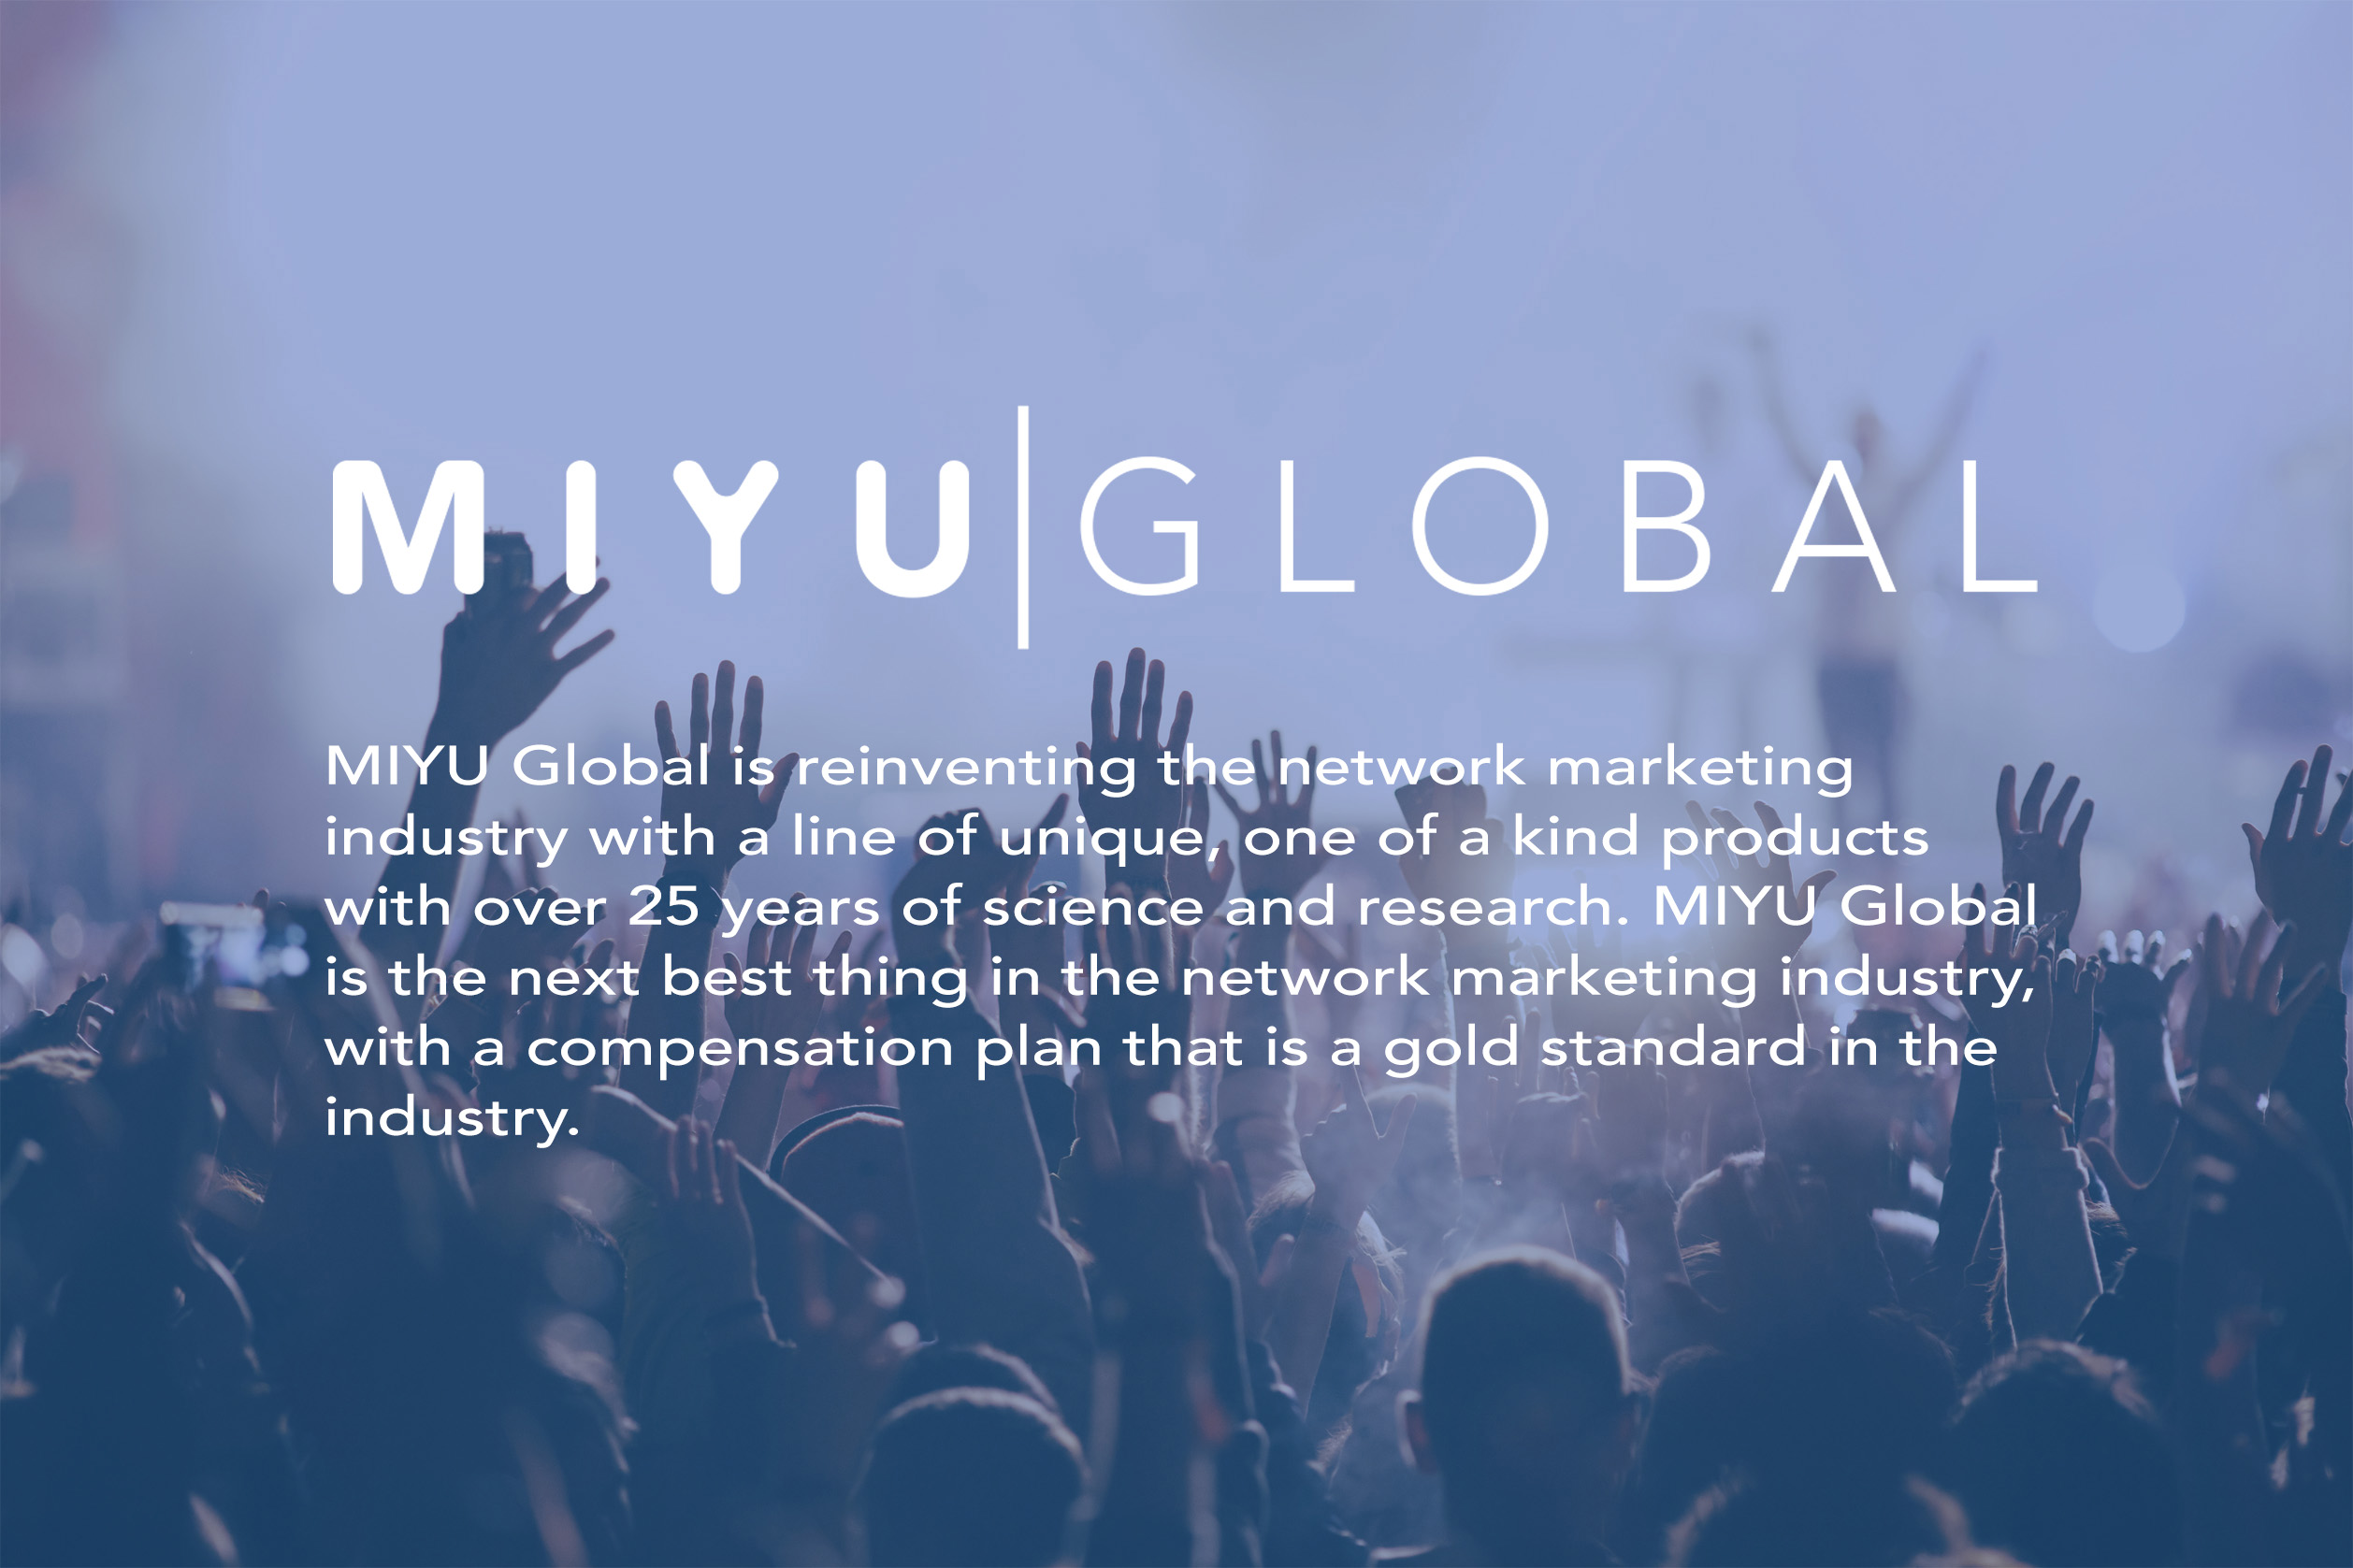 MIYU|GLOBAL
MIYU Global is reinventing the network marketing
industry with a line of unique, one of a kind products
with over 25 years of science and research. MIYU Global
is the next best thing in the network marketing industry,
with a compensation plan that is a gold standard in the
industry.